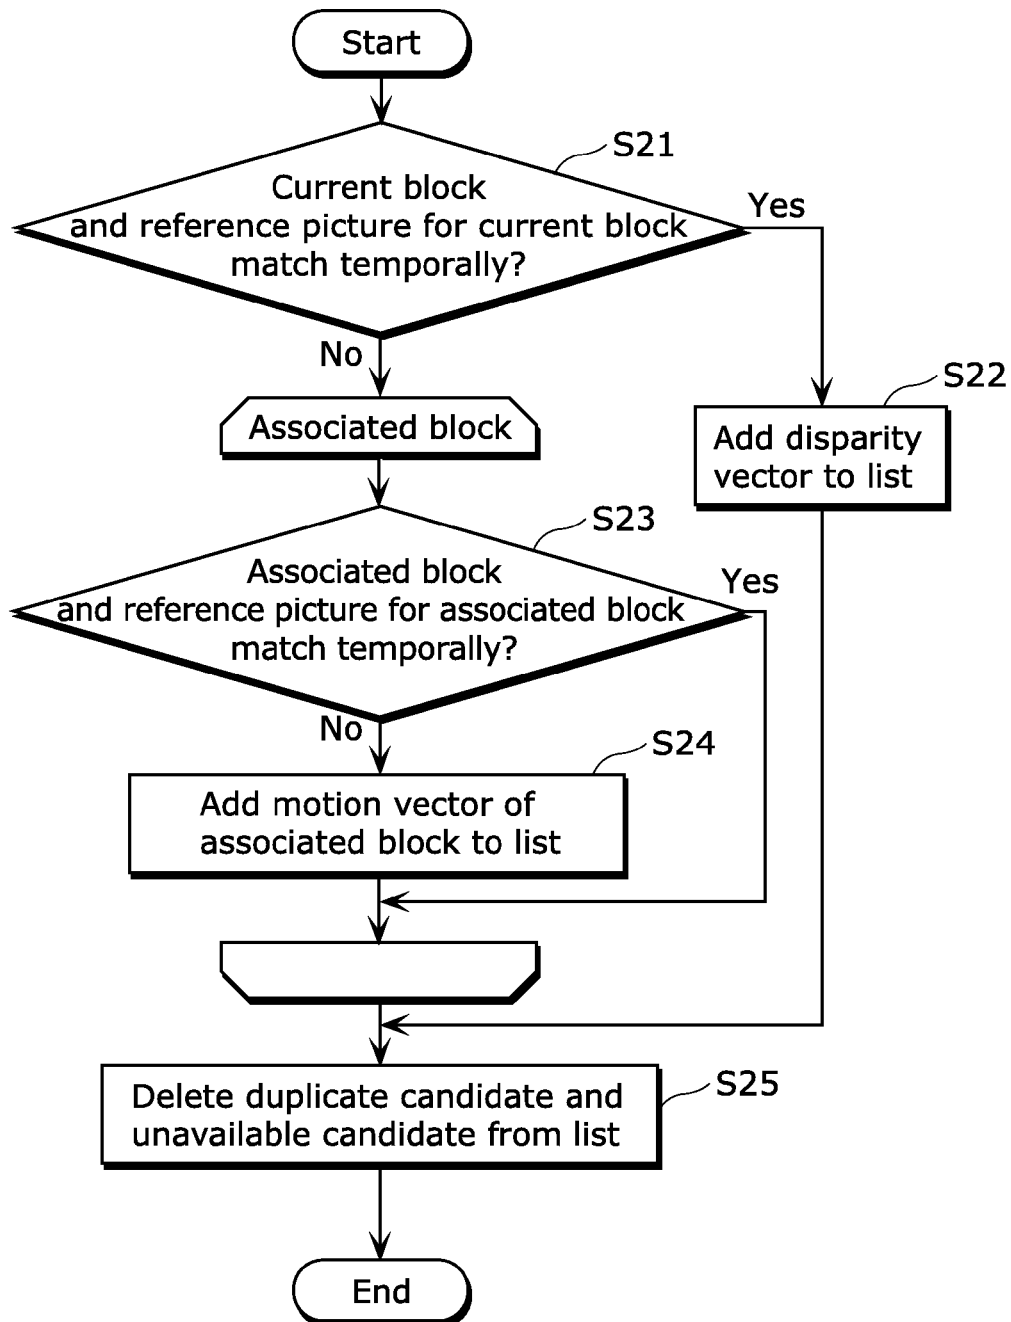 Start
S21
Current block
and reference picture for current block
match temporally?
Yes
No
S22
Add disparity
vector to list
Associated block
S23
Associated block
and reference picture for associated block
match temporally?
Yes
No
S24
Add motion vector of
associated block to list
S25
Delete duplicate candidate and
unavailable candidate from list
End